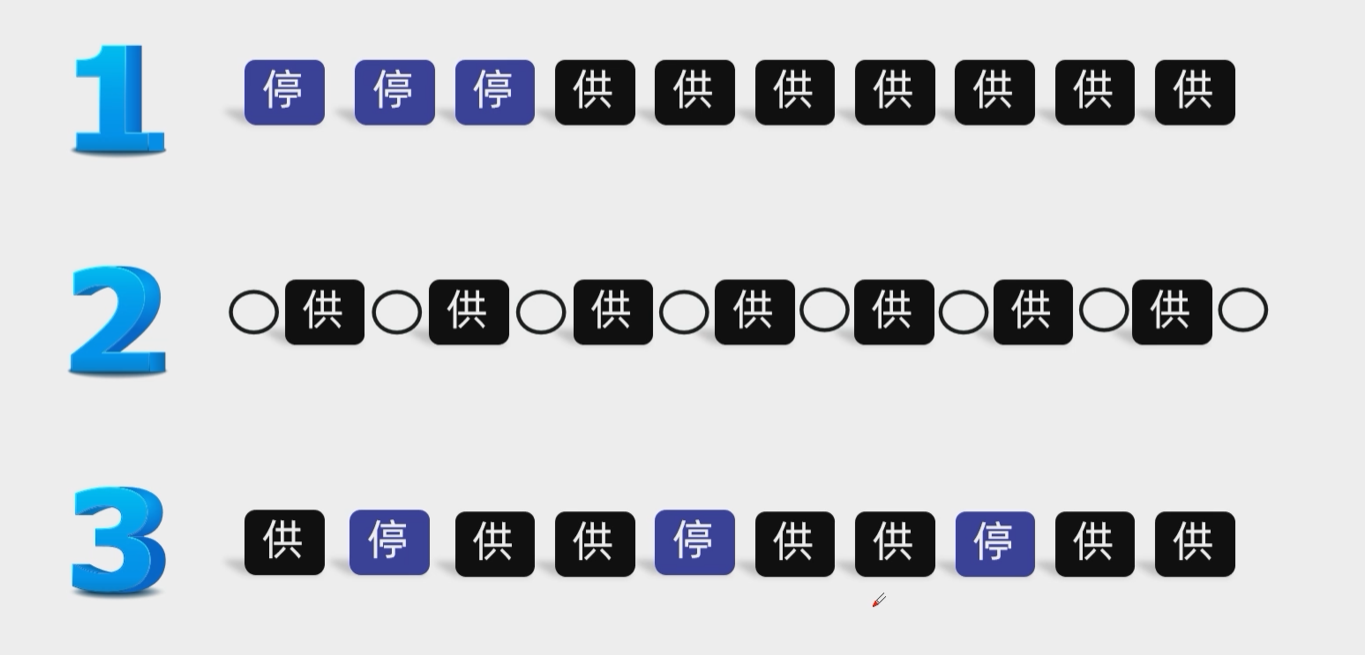 1 停 停 停 供 供 供 供 供 供 供
2 供 供 供 供 供 供 供
3 供 停 供 供 停 供 供 停 供 供